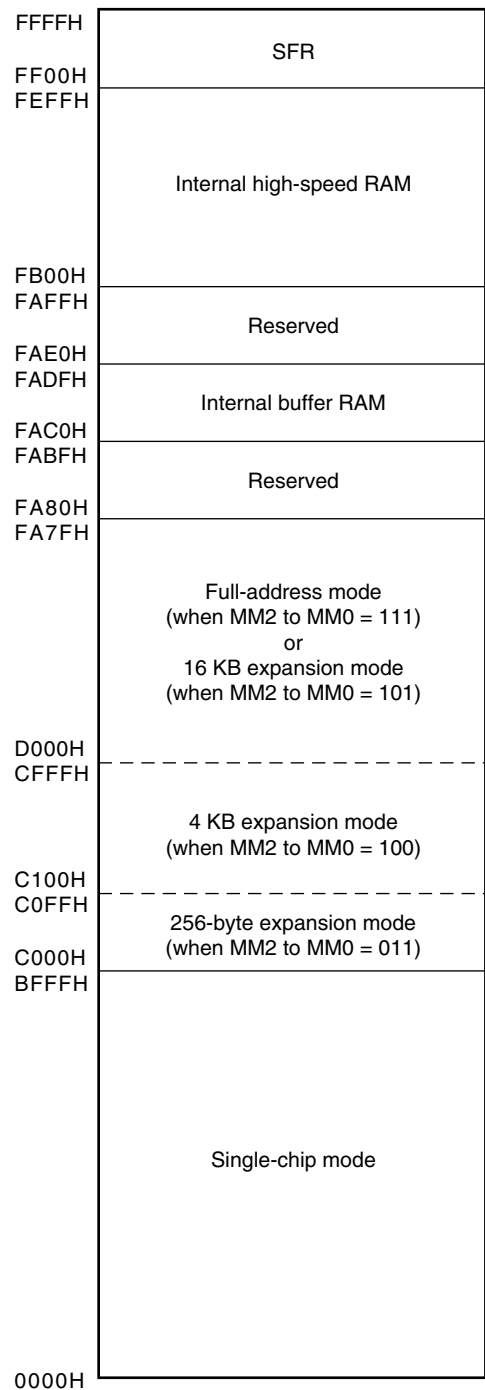 FFFFH
SFR
FF00H
FEFFH
Internal high-speed RAM
FB00H
FAFFH
Reserved
FAE0H
FADFH
Internal buffer RAM
FAC0H
FABFH
Reserved
FA80H
FA7FH
Full-address mode
(when MM2 to MM0 = 111)
or
16 KB expansion mode
(when MM2 to MM0 = 101)
D000H
CFFFH
4 KB expansion mode
(when MM2 to MM0 = 100)
C100H
C0FFH
256-byte expansion mode
(when MM2 to MM0 = 011)
C000H
BFFFH
Single-chip mode
0000H